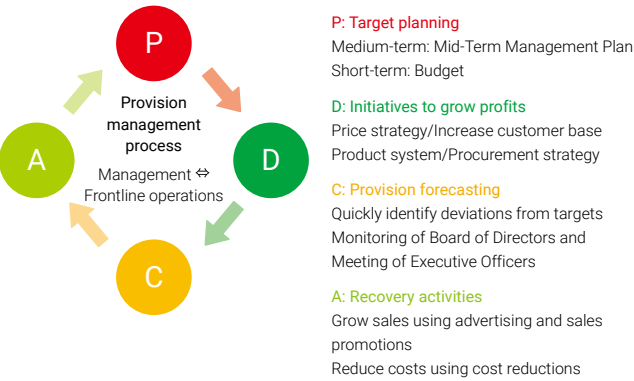 P
Provision
management
process
A
D
Management ⇔
Frontline operations
C
P: Target planning
Medium-term: Mid-Term Management Plan
Short-term: Budget
D: Initiatives to grow profits
Price strategy/Increase customer base
Product system/Procurement strategy
C: Provision forecasting
Quickly identify deviations from targets
Monitoring of Board of Directors and
Meeting of Executive Officers
A: Recovery activities
Grow sales using advertising and sales
promotions
Reduce costs using cost reductions